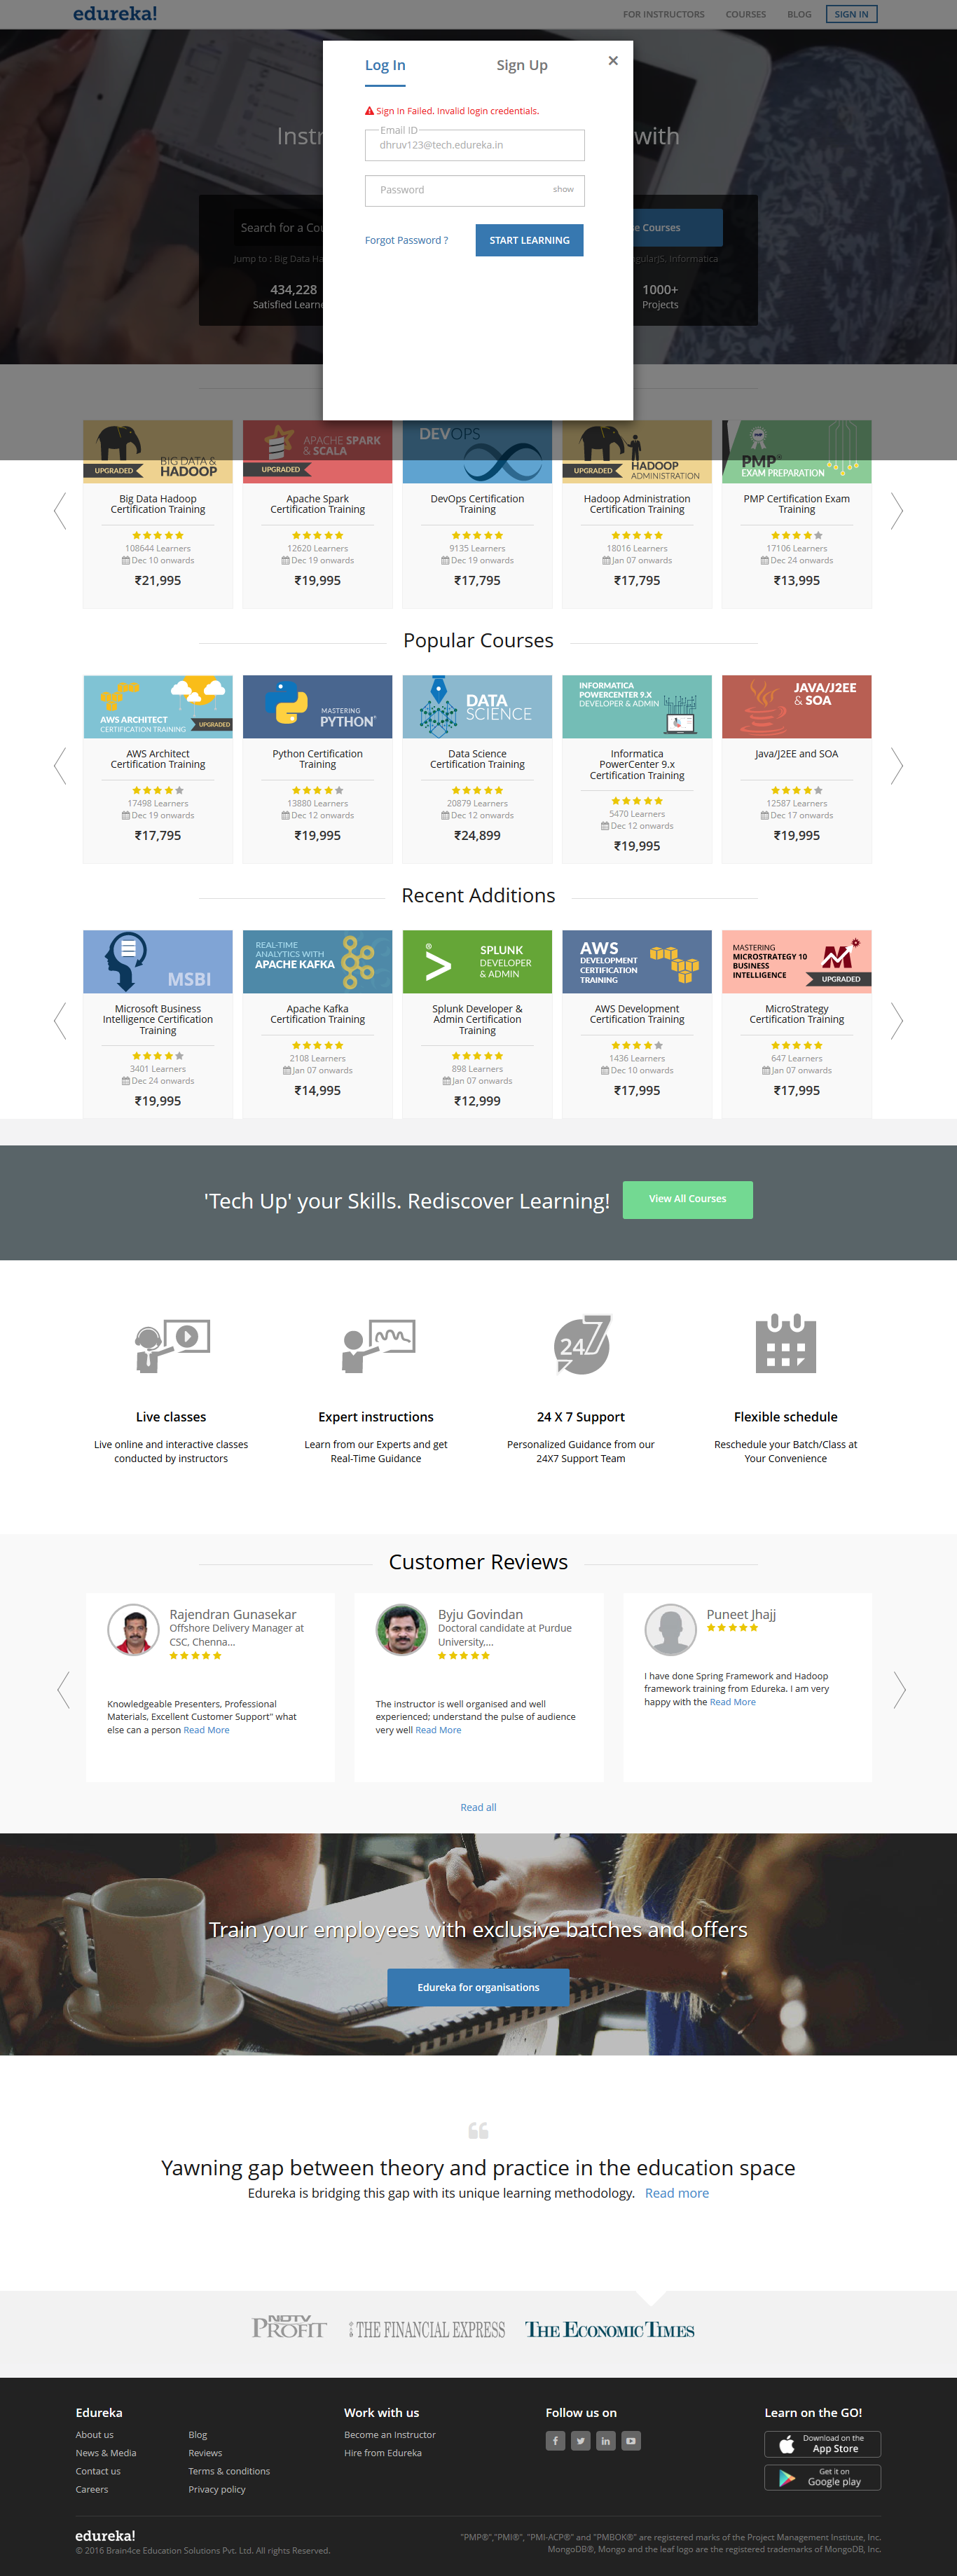 edureka!
FOR INSTRUCTORS
COURSES
BLOG
SIGN IN
Log In
Sign Up
×
Sign In Failed. Invalid login credentials.
Email ID
dhruv123@tech.edureka.in
Password
show
Forgot Password ?
START LEARNING
with
Search for a
Courses
Jump to : Big Data
Informatica
434,228
Satisfied
1000+
Projects
UPGRADED
BIG DATA &
HADOOP
APACHE SPARK
& SCALA
UPGRADED
DEVOPS
UPGRADED
HADOOP
ADMINISTRATION
PMP®
EXAM PREPARATION
Big Data Hadoop
Certification Training
108644 Learners
Dec 10 onwards
₹21,995
Apache Spark
Certification Training
12620 Learners
Dec 19 onwards
₹19,995
DevOps Certification
Training
9135 Learners
Dec 19 onwards
₹17,795
Hadoop Administration
Certification Training
18016 Learners
Jan 07 onwards
₹17,795
PMP Certification Exam
Training
17106 Learners
Dec 24 onwards
₹13,995
Popular Courses
AWS ARCHITECT
CERTIFICATION TRAINING
UPGRADED
MASTERING
PYTHON
DATA
SCIENCE
INFORMATICA
POWERCENTER 9.X
DEVELOPER & ADMIN
JAVA/J2EE
& SOA
AWS Architect
Certification Training
17498 Learners
Dec 19 onwards
₹17,795
Python Certification
Training
13880 Learners
Dec 12 onwards
₹19,995
Data Science
Certification Training
20879 Learners
Dec 12 onwards
₹24,899
Informatica
PowerCenter 9.x
Certification Training
5470 Learners
Dec 12 onwards
₹19,995
Java/J2EE and SOA
12587 Learners
Dec 17 onwards
₹19,995
Recent Additions
MSBI
REAL-TIME
ANALYTICS WITH
APACHE KAFKA
®
SPLUNK
DEVELOPER
& ADMIN
AWS
DEVELOPMENT
CERTIFICATION
TRAINING
MASTERING
MICROSTRATEGY 10
BUSINESS
INTELLIGENCE
UPGRADED
Microsoft Business
Intelligence Certification
Training
3401 Learners
Dec 24 onwards
₹19,995
Apache Kafka
Certification Training
2108 Learners
Jan 07 onwards
₹14,995
Splunk Developer &
Admin Certification
Training
898 Learners
Jan 07 onwards
₹12,999
AWS Development
Certification Training
1436 Learners
Dec 10 onwards
₹17,995
MicroStrategy
Certification Training
647 Learners
Jan 07 onwards
₹17,995
'Tech Up' your Skills. Rediscover Learning!
View All Courses
24
7
Live classes
Live online and interactive classes
conducted by instructors
Expert instructions
Learn from our Experts and get
Real-Time Guidance
24 X 7 Support
Personalized Guidance from our
24X7 Support Team
Flexible schedule
Reschedule your Batch/Class at
Your Convenience
Customer Reviews
Rajendran Gunasekar
Offshore Delivery Manager at
CSC, Chenna...
Knowledgeable Presenters, Professional
Materials, Excellent Customer Support" what
else can a person Read More
Byju Govindan
Doctoral candidate at Purdue
University,...
The instructor is well organised and well
experienced; understand the pulse of audience
very well Read More
Puneet Jhajj
I have done Spring Framework and Hadoop
framework training from Edureka. I am very
happy with the Read More
Read all
Train your employees with exclusive batches and offers
Edureka for organisations
Yawning gap between theory and practice in the education space
Edureka is bridging this gap with its unique learning methodology. Read more
NDTV
PROFIT
THE FINANCIAL EXPRESS
THE ECONOMIC TIMES
Edureka
About us
News & Media
Contact us
Careers
Blog
Reviews
Terms & conditions
Privacy policy
Work with us
Become an Instructor
Hire from Edureka
Follow us on
Learn on the GO!
Download on the
App Store
Get it on
Google play
edureka!
© 2016 Brain4ce Education Solutions Pvt. Ltd. All rights Reserved.
"PMP®","PMI®", "PMI-ACP®" and "PMBOK®" are registered marks of the Project Management Institute, Inc.
MongoDB®, Mongo and the leaf logo are the registered trademarks of MongoDB, Inc.